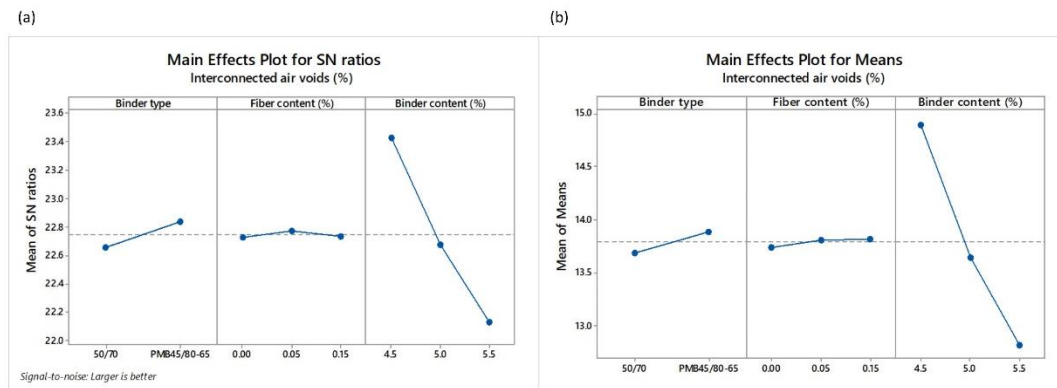 (a)
Main Effects Plot for SN ratios
Interconnected air voids (%)
Binder type
Fiber content (%)
Binder content (%)
Mean of SN ratios
23.6
23.4
23.2
23.0
22.8
22.6
22.4
22.2
22.0
50/70
PMB45/80-65
0.00
0.05
0.15
4.5
5.0
5.5
Signal-to-noise: Larger is better
(b)
Main Effects Plot for Means
Interconnected air voids (%)
Binder type
Fiber content (%)
Binder content (%)
Mean of Means
15.0
14.5
14.0
13.5
13.0
50/70
PMB45/80-65
0.00
0.05
0.15
4.5
5.0
5.5